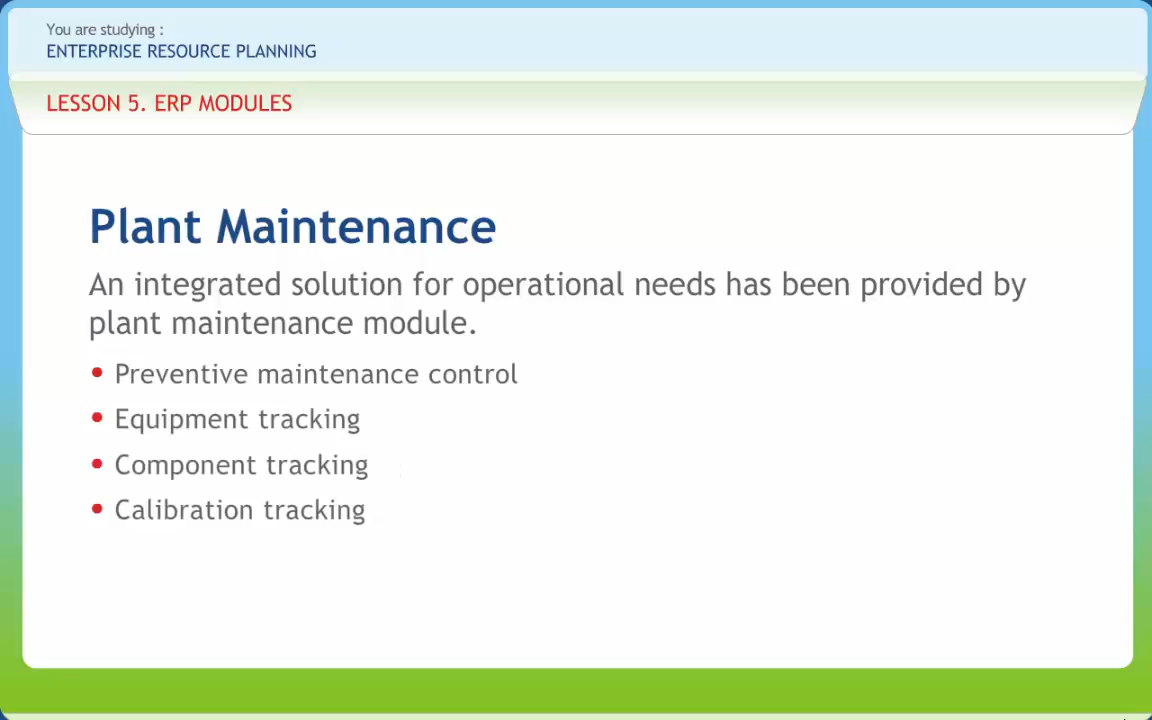 You are studying :
ENTERPRISE RESOURCE PLANNING
LESSON 5. ERP MODULES
Plant Maintenance
An integrated solution for operational needs has been provided by
plant maintenance module.
• Preventive maintenance control
• Equipment tracking
• Component tracking
• Calibration tracking